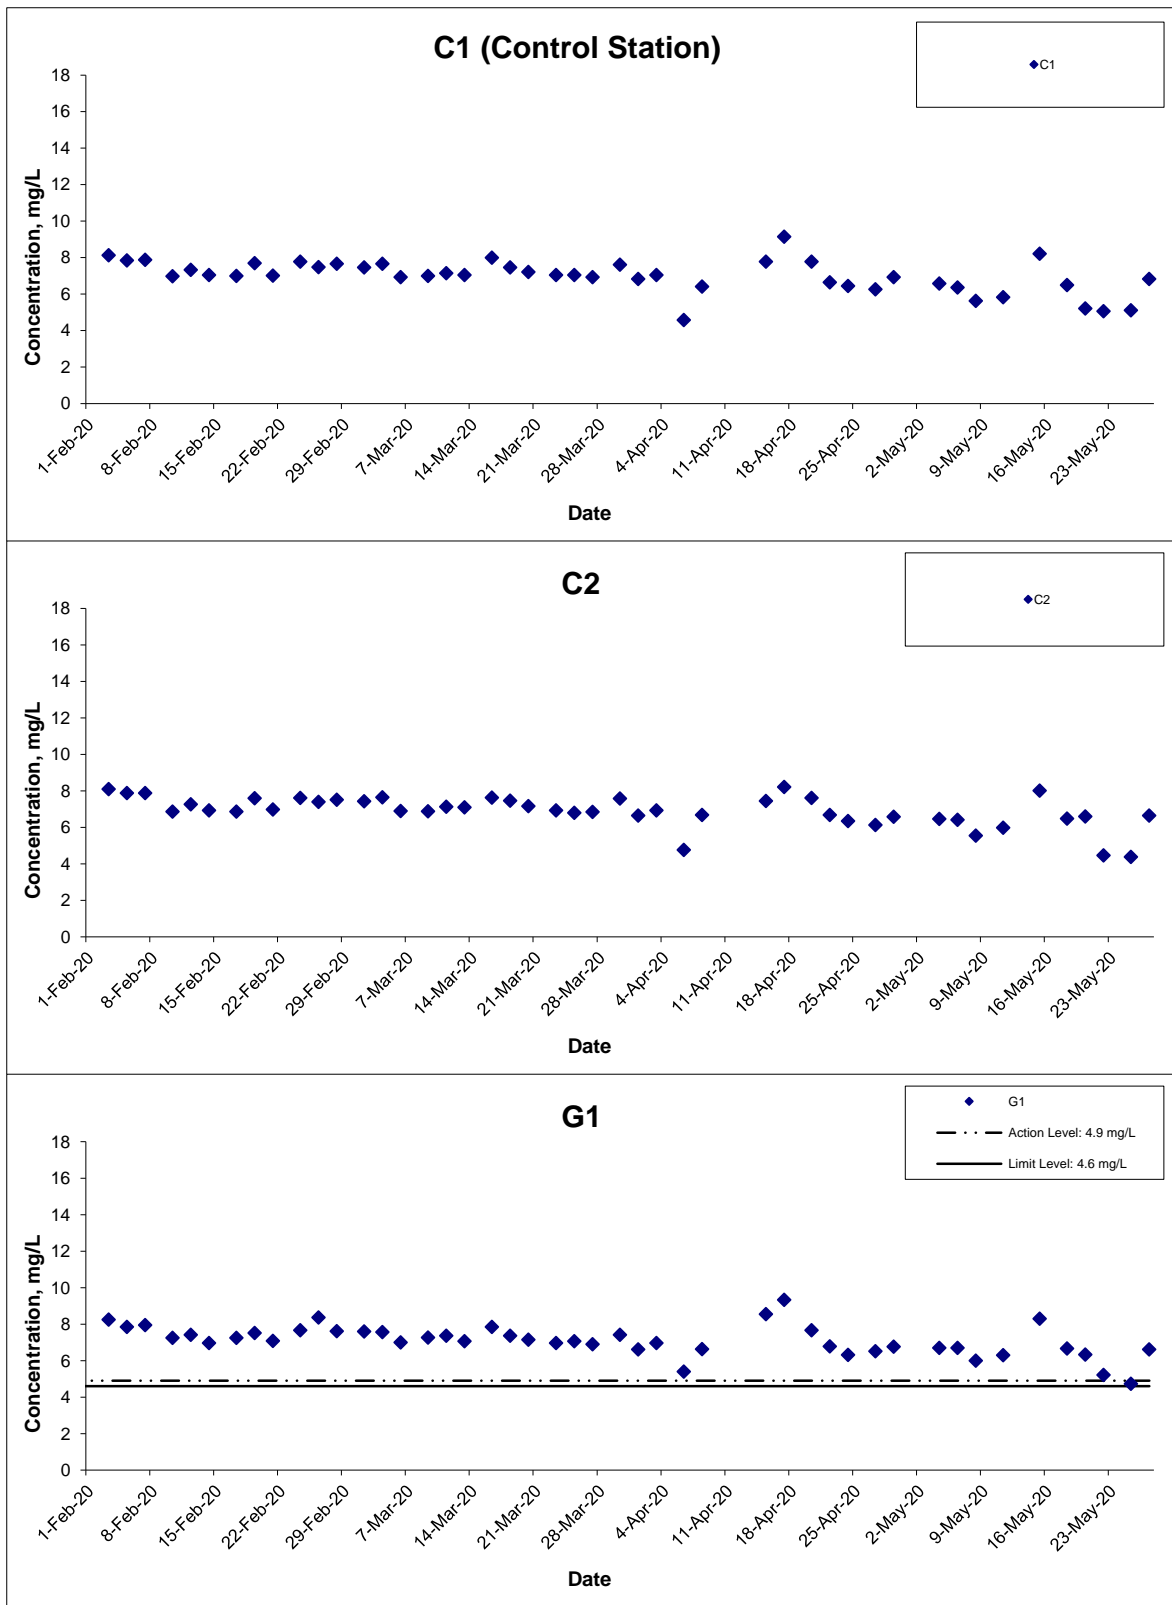 C1 (Control Station)
C1
Concentration, mg/L
18
16
14
12
10
8
6
4
2
0
1-Feb-20
8-Feb-20
15-Feb-20
22-Feb-20
29-Feb-20
7-Mar-20
14-Mar-20
21-Mar-20
28-Mar-20
4-Apr-20
11-Apr-20
18-Apr-20
25-Apr-20
2-May-20
9-May-20
16-May-20
23-May-20
Date
C2
C2
Concentration, mg/L
18
16
14
12
10
8
6
4
2
0
1-Feb-20
8-Feb-20
15-Feb-20
22-Feb-20
29-Feb-20
7-Mar-20
14-Mar-20
21-Mar-20
28-Mar-20
4-Apr-20
11-Apr-20
18-Apr-20
25-Apr-20
2-May-20
9-May-20
16-May-20
23-May-20
Date
G1
G1
Action Level: 4.9 mg/L
Limit Level: 4.6 mg/L
Concentration, mg/L
18
16
14
12
10
8
6
4
2
0
1-Feb-20
8-Feb-20
15-Feb-20
22-Feb-20
29-Feb-20
7-Mar-20
14-Mar-20
21-Mar-20
28-Mar-20
4-Apr-20
11-Apr-20
18-Apr-20
25-Apr-20
2-May-20
9-May-20
16-May-20
23-May-20
Date